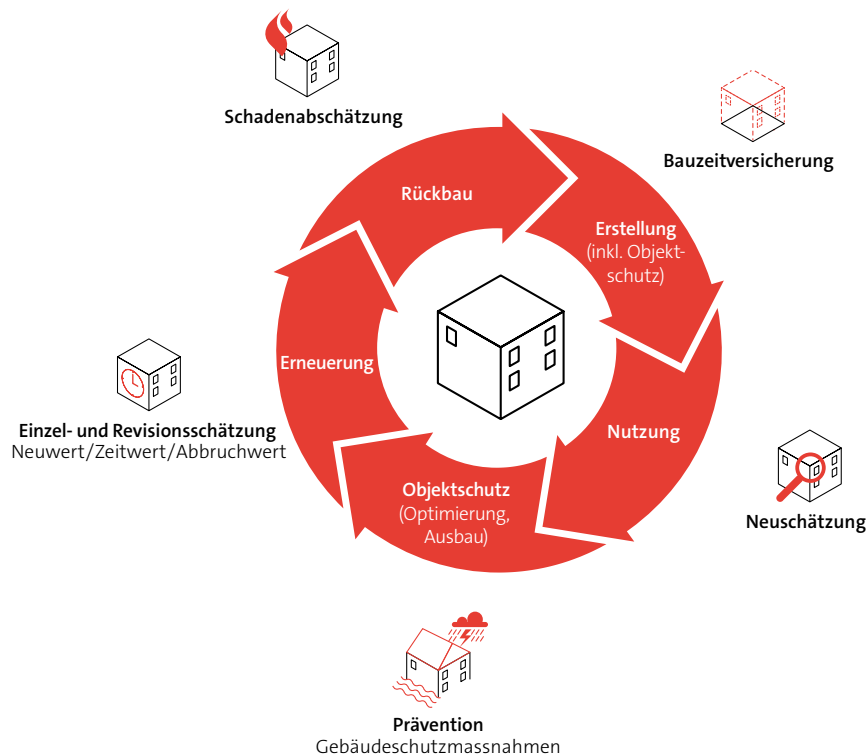 Schadenabschätzung
Bauzeitversicherung
Rückbau
Erstellung
(inkl. Objekt-
schutz)
Erneuerung
Einzel- und Revisionsschätzung
Neuwert/Zeitwert/Abbruchwert
Nutzung
Objektschutz
(Optimierung,
Ausbau)
Neuschätzung
Prävention
Gebäudeschutzmassnahmen